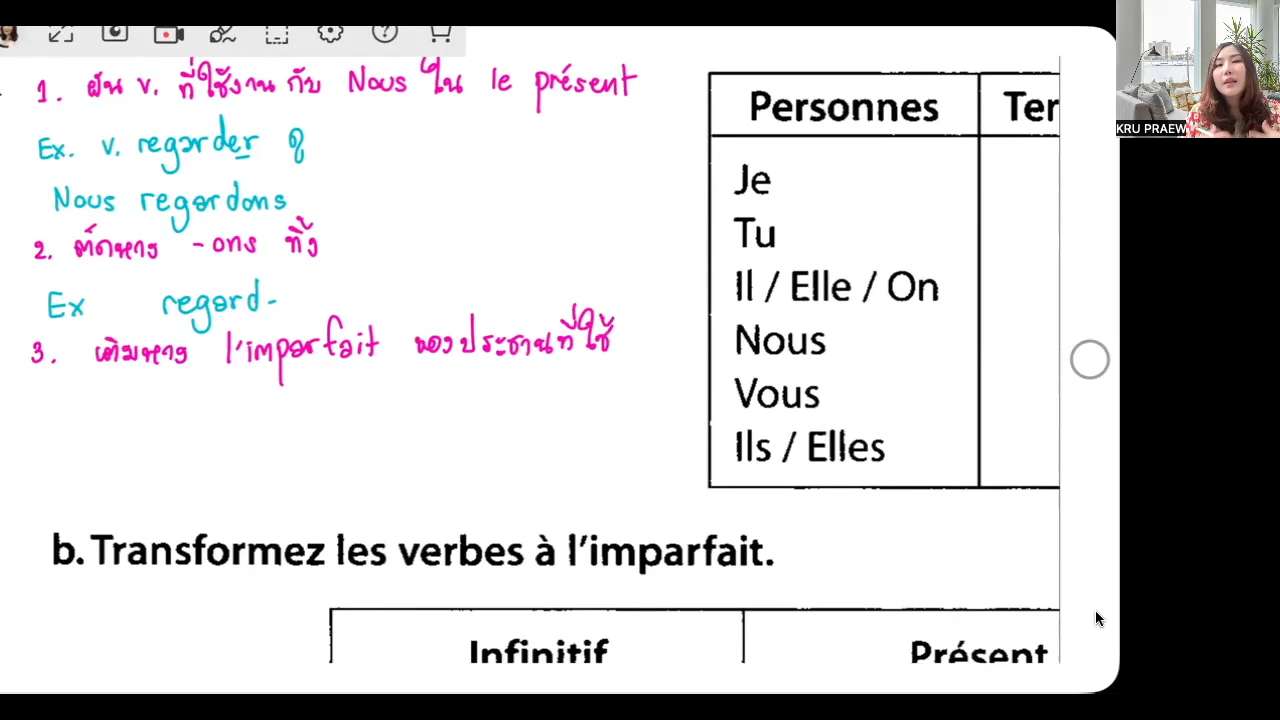 1. ผัน v. ที่ใช้งาน กับ Nous ใน le présent
Ex. v. regarder ดู
Nous regardons
2. ตัดหาง -ons ทิ้ง
Ex regard-
3. เติมหาง l'imparfait ของประธานที่ใช้
Personnes
Ter
Je
Tu
Il / Elle / On
Nous
Vous
Ils / Elles
b. Transformez les verbes à l'imparfait.
Infinitif
Présent
KRU PRAEW